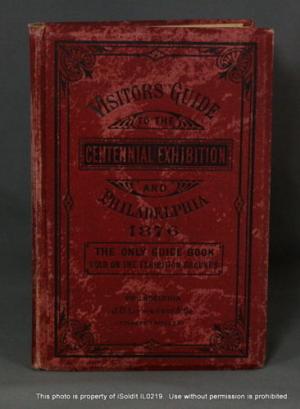 VISITORS GUIDE
TO THE
CENTENNIAL EXHIBITION
AND
PHILADELPHIA
1876
THE ONLY GUIDE BOOK
SOLD ON THE EXHIBITION GROUNDS
PHILADELPHIA
This photo is property of iSoldit IL0219. Use without permission is prohibited.